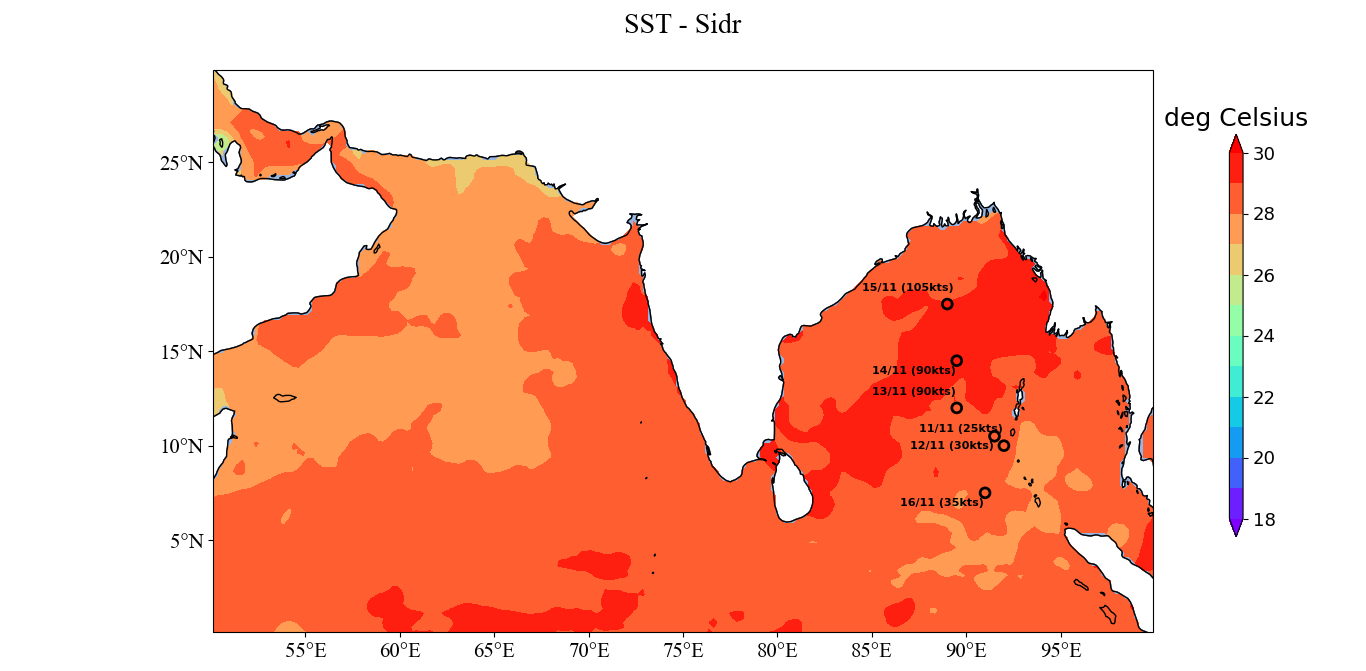 SST - Sidr
deg Celsius
30
28
26
24
22
20
18
25°N
20°N
15°N
10°N
5°N
15/11 (105kts)
14/11 (90kts)
13/11 (90kts)
11/11 (25kts)
12/11 (30kts)
16/11 (35kts)
55°E 60°E 65°E 70°E 75°E 80°E 85°E 90°E 95°E